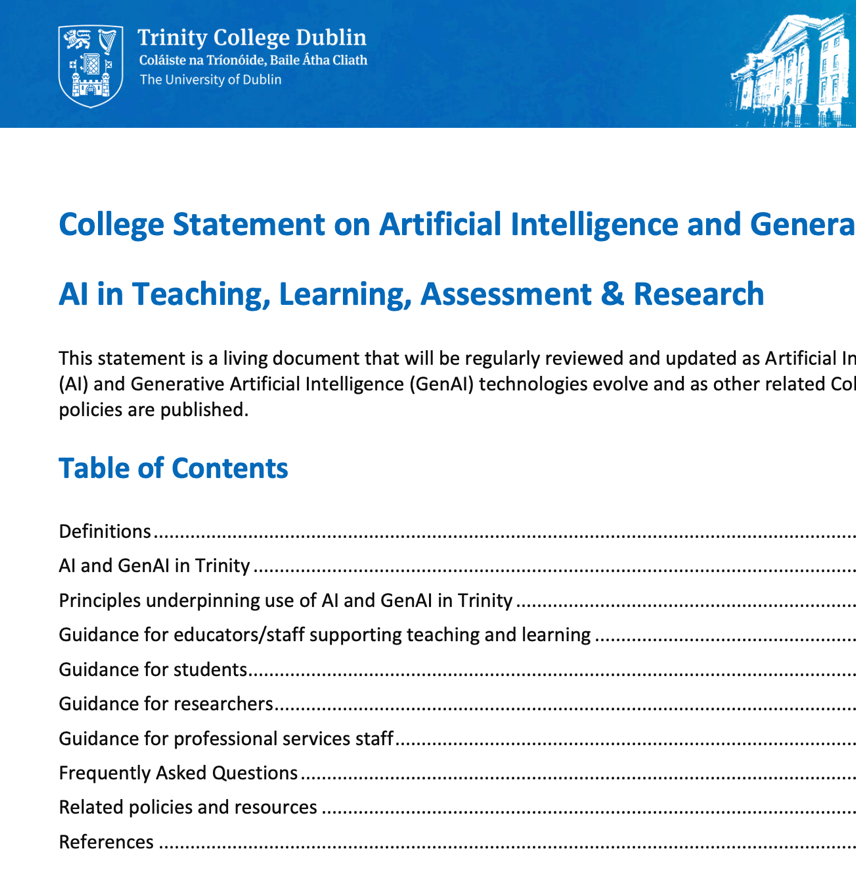 Trinity College Dublin
Coláiste na Tríonóide, Baile Átha Cliath
The University of Dublin
College Statement on Artificial Intelligence and Genera
AI in Teaching, Learning, Assessment & Research
This statement is a living document that will be regularly reviewed and updated as Artificial In
(AI) and Generative Artificial Intelligence (GenAI) technologies evolve and as other related Col
policies are published.
Table of Contents
Definitions
AI and GenAI in Trinity
Principles underpinning use of AI and GenAI in Trinity
Guidance for educators/staff supporting teaching and learning
Guidance for students
Guidance for researchers
Guidance for professional services staff
Frequently Asked Questions
Related policies and resources
References